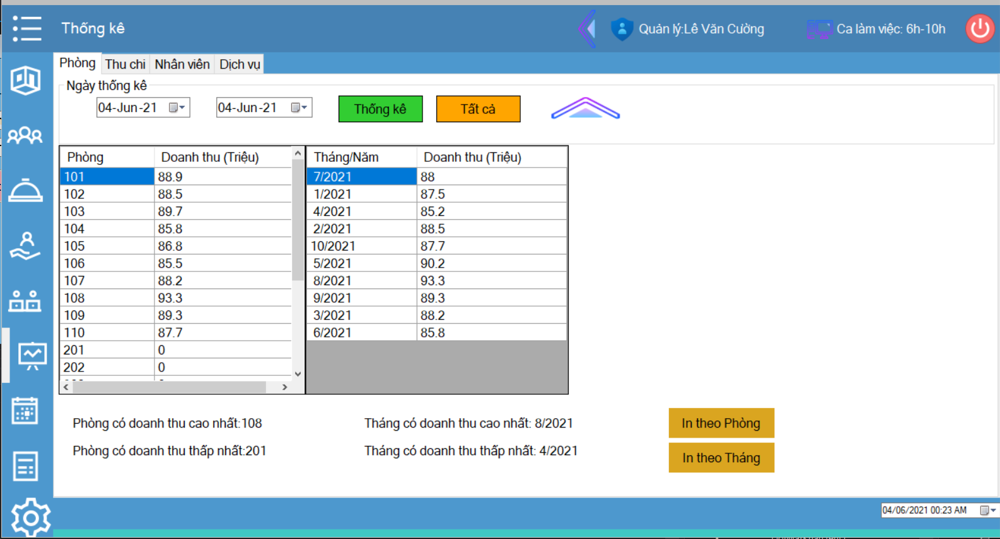 Thống kê
Quản lý:Lê Văn Cường
Ca làm việc: 6h-10h
Phòng Thu chi Nhân viên Dịch vụ
Ngày thống kê
04-Jun-21 04-Jun-21 Thống kê Tất cả
Phòng Doanh thu (Triệu)
101 88.9
102 88.5
103 89.7
104 85.8
105 86.8
106 85.5
107 88.2
108 93.3
109 89.3
110 87.7
201 0
202 0
Tháng/Năm Doanh thu (Triệu)
7/2021 88
1/2021 87.5
4/2021 85.2
2/2021 88.5
10/2021 87.7
5/2021 90.2
8/2021 93.3
9/2021 89.3
3/2021 88.2
6/2021 85.8
Phòng có doanh thu cao nhất:108
Phòng có doanh thu thấp nhất:201
Tháng có doanh thu cao nhất: 8/2021
Tháng có doanh thu thấp nhất: 4/2021
In theo Phòng
In theo Tháng
04/06/2021 00:23 AM